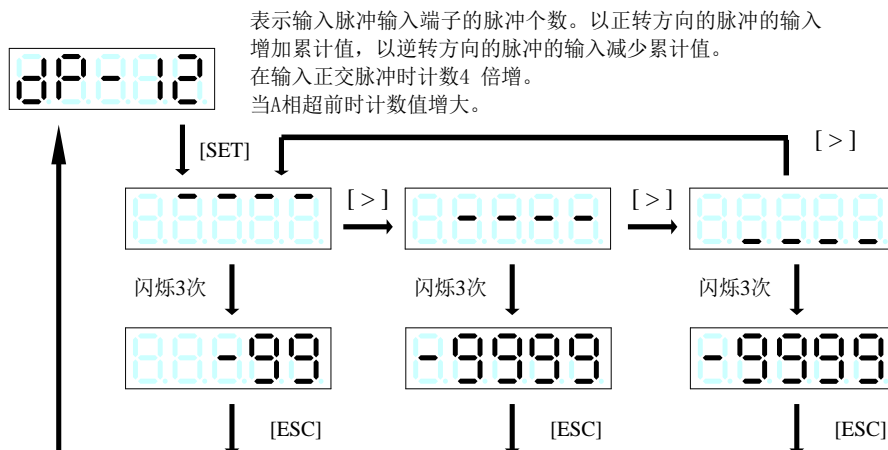 表示输入脉冲输入端子的脉冲个数。以正转方向的脉冲的输入
增加累计值，以逆转方向的脉冲的输入减少累计值。
在输入正交脉冲时计数4 倍增。
当A相超前时计数值增大。
dP-12
[SET]
[ > ]
----
[ > ]
----
[ > ]
----
闪烁3次
闪烁3次
闪烁3次
-99
-9999
-9999
[ESC]
[ESC]
[ESC]